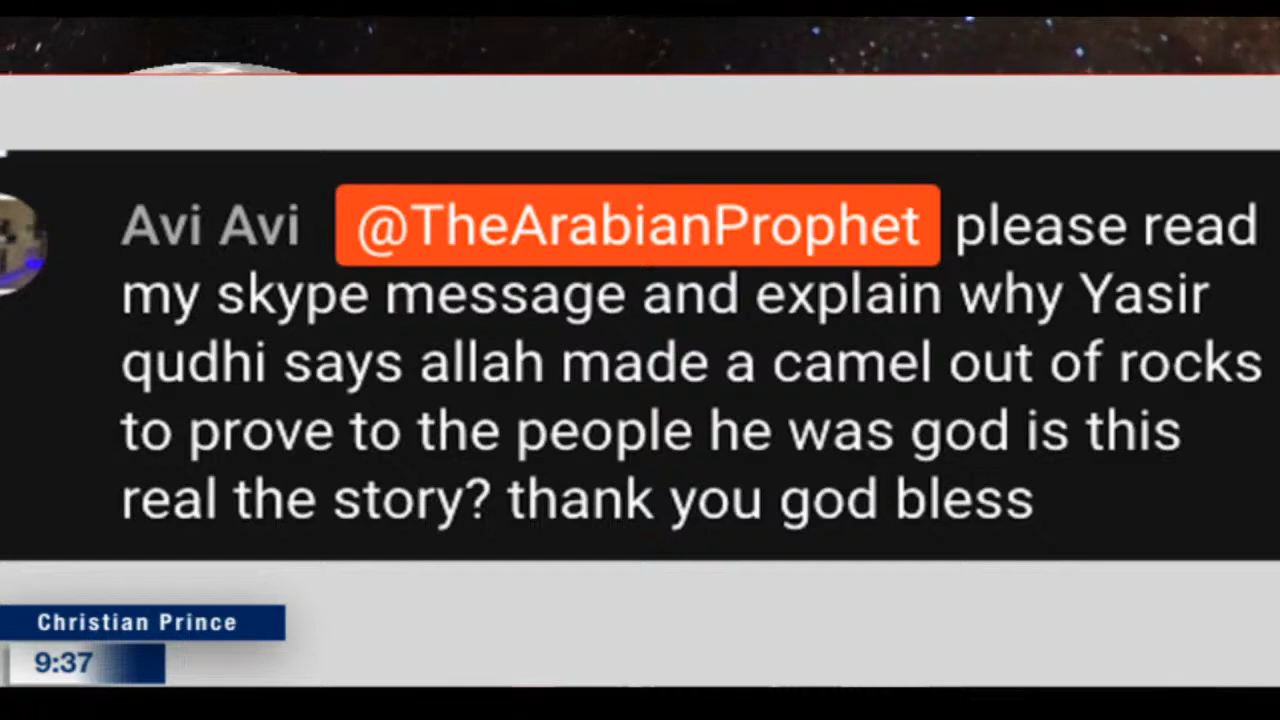 Avi Avi @TheArabianProphet please read
my skype message and explain why Yasir
qudhi says allah made a camel out of rocks
to prove to the people he was god is this
real the story? thank you god bless
Christian Prince
9:37